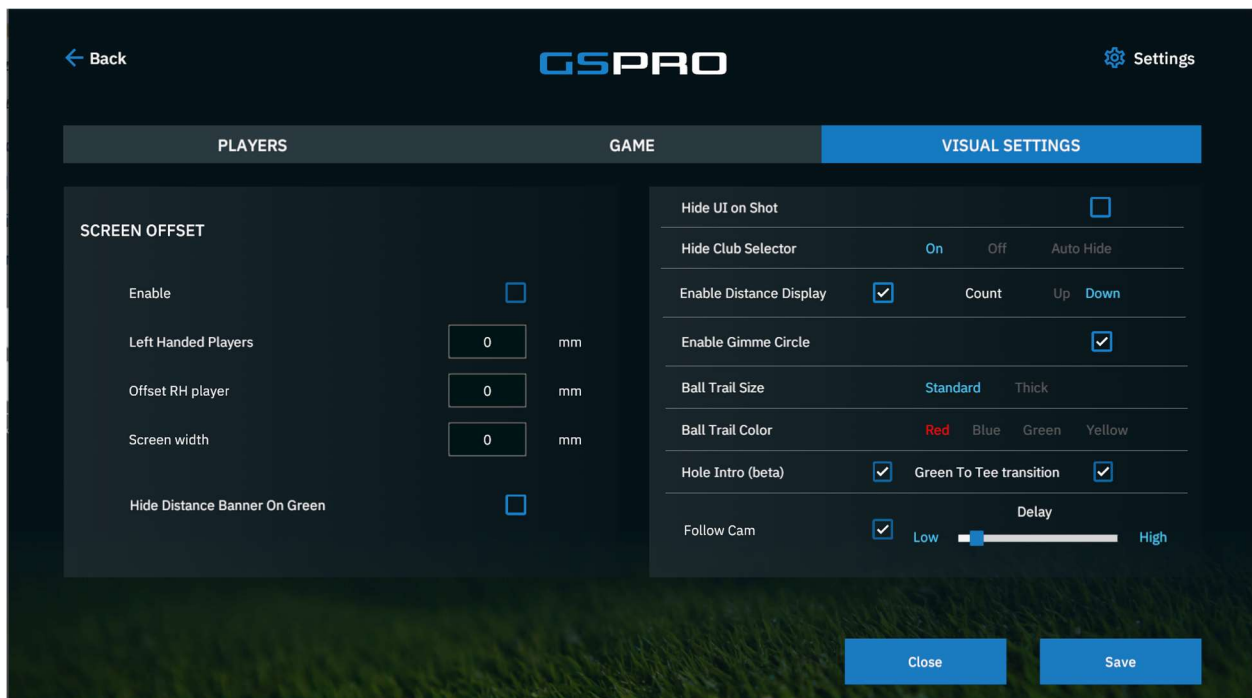 Back
GSPRO
Settings
PLAYERS GAME VISUAL SETTINGS
SCREEN OFFSET
Enable
Left Handed Players 0 mm
Offset RH player 0 mm
Screen width 0 mm
Hide Distance Banner On Green
Hide UI on Shot
Hide Club Selector On Off Auto Hide
Enable Distance Display Count Up Down
Enable Gimme Circle
Ball Trail Size Standard Thick
Ball Trail Color Red Blue Green Yellow
Hole Intro (beta) Green To Tee transition
Delay
Follow Cam Low High
Close Save